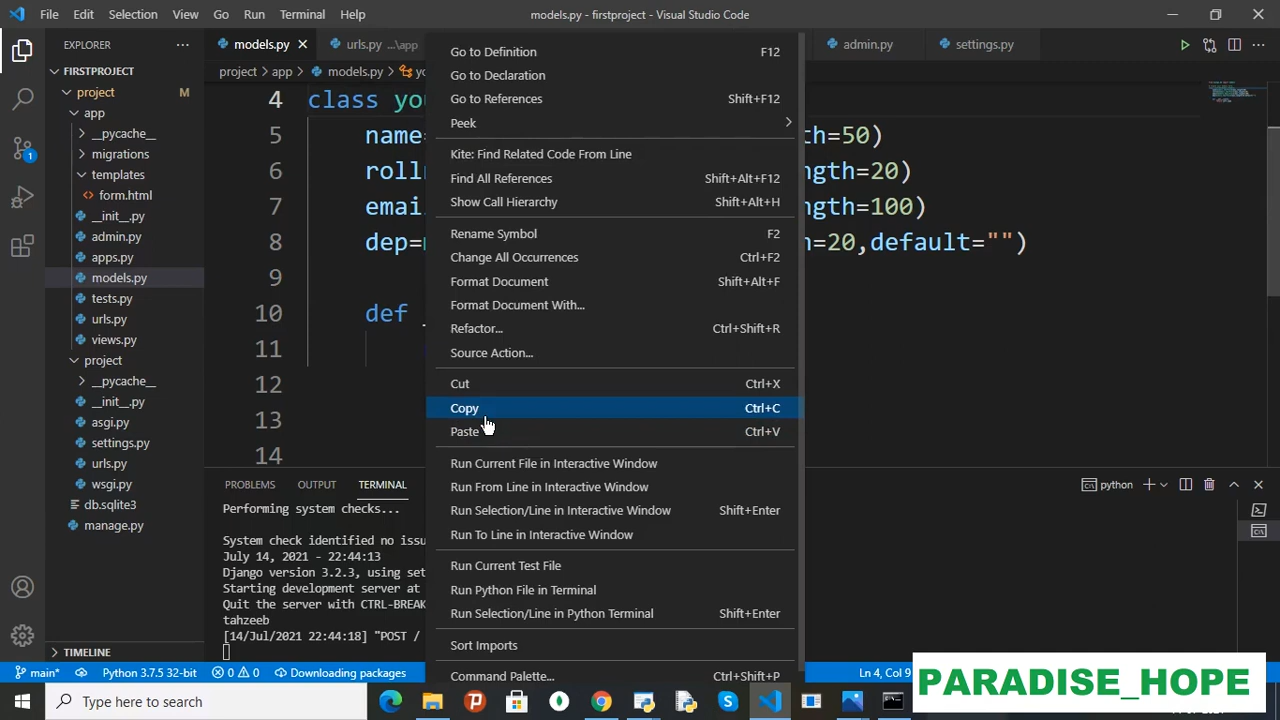 File Edit Selection View Go Run Terminal Help models.py - firstproject - Visual Studio Code
EXPLORER
FIRSTPROJECT
project M
app
__pycache__
migrations
templates
form.html
__init__.py
admin.py
apps.py
models.py
tests.py
urls.py
views.py
project
__pycache__
__init__.py
asgi.py
settings.py
urls.py
wsgi.py
db.sqlite3
manage.py
TIMELINE
models.py urls.py ...\app admin.py settings.py
project app models.py yo
4 class yo
5 name= th=50)
6 rolln ngth=20)
7 emai ngth=100)
8 dep= h=20,default="")
9
10 def _
11
12
13
14
Go to Definition F12
Go to Declaration
Go to References Shift+F12
Peek
Kite: Find Related Code From Line
Find All References Shift+Alt+F12
Show Call Hierarchy Shift+Alt+H
Rename Symbol F2
Change All Occurrences Ctrl+F2
Format Document Shift+Alt+F
Format Document With...
Refactor... Ctrl+Shift+R
Source Action...
Cut Ctrl+X
Copy Ctrl+C
Paste Ctrl+V
Run Current File in Interactive Window
Run From Line in Interactive Window
Run Selection/Line in Interactive Window Shift+Enter
Run To Line in Interactive Window
Run Current Test File
Run Python File in Terminal
Run Selection/Line in Python Terminal Shift+Enter
Sort Imports
Command Palette... Ctrl+Shift+P
PROBLEMS OUTPUT TERMINAL python
Performing system checks...
System check identified no issu
July 14, 2021 - 22:44:13
Django version 3.2.3, using set
Starting development server at
Quit the server with CTRL-BREAK
tahzeeb
[14/Jul/2021 22:44:18] "POST /
main* Python 3.7.5 32-bit 0 0 Downloading packages Ln 4, Col 9
PARADISE_HOPE
Type here to search